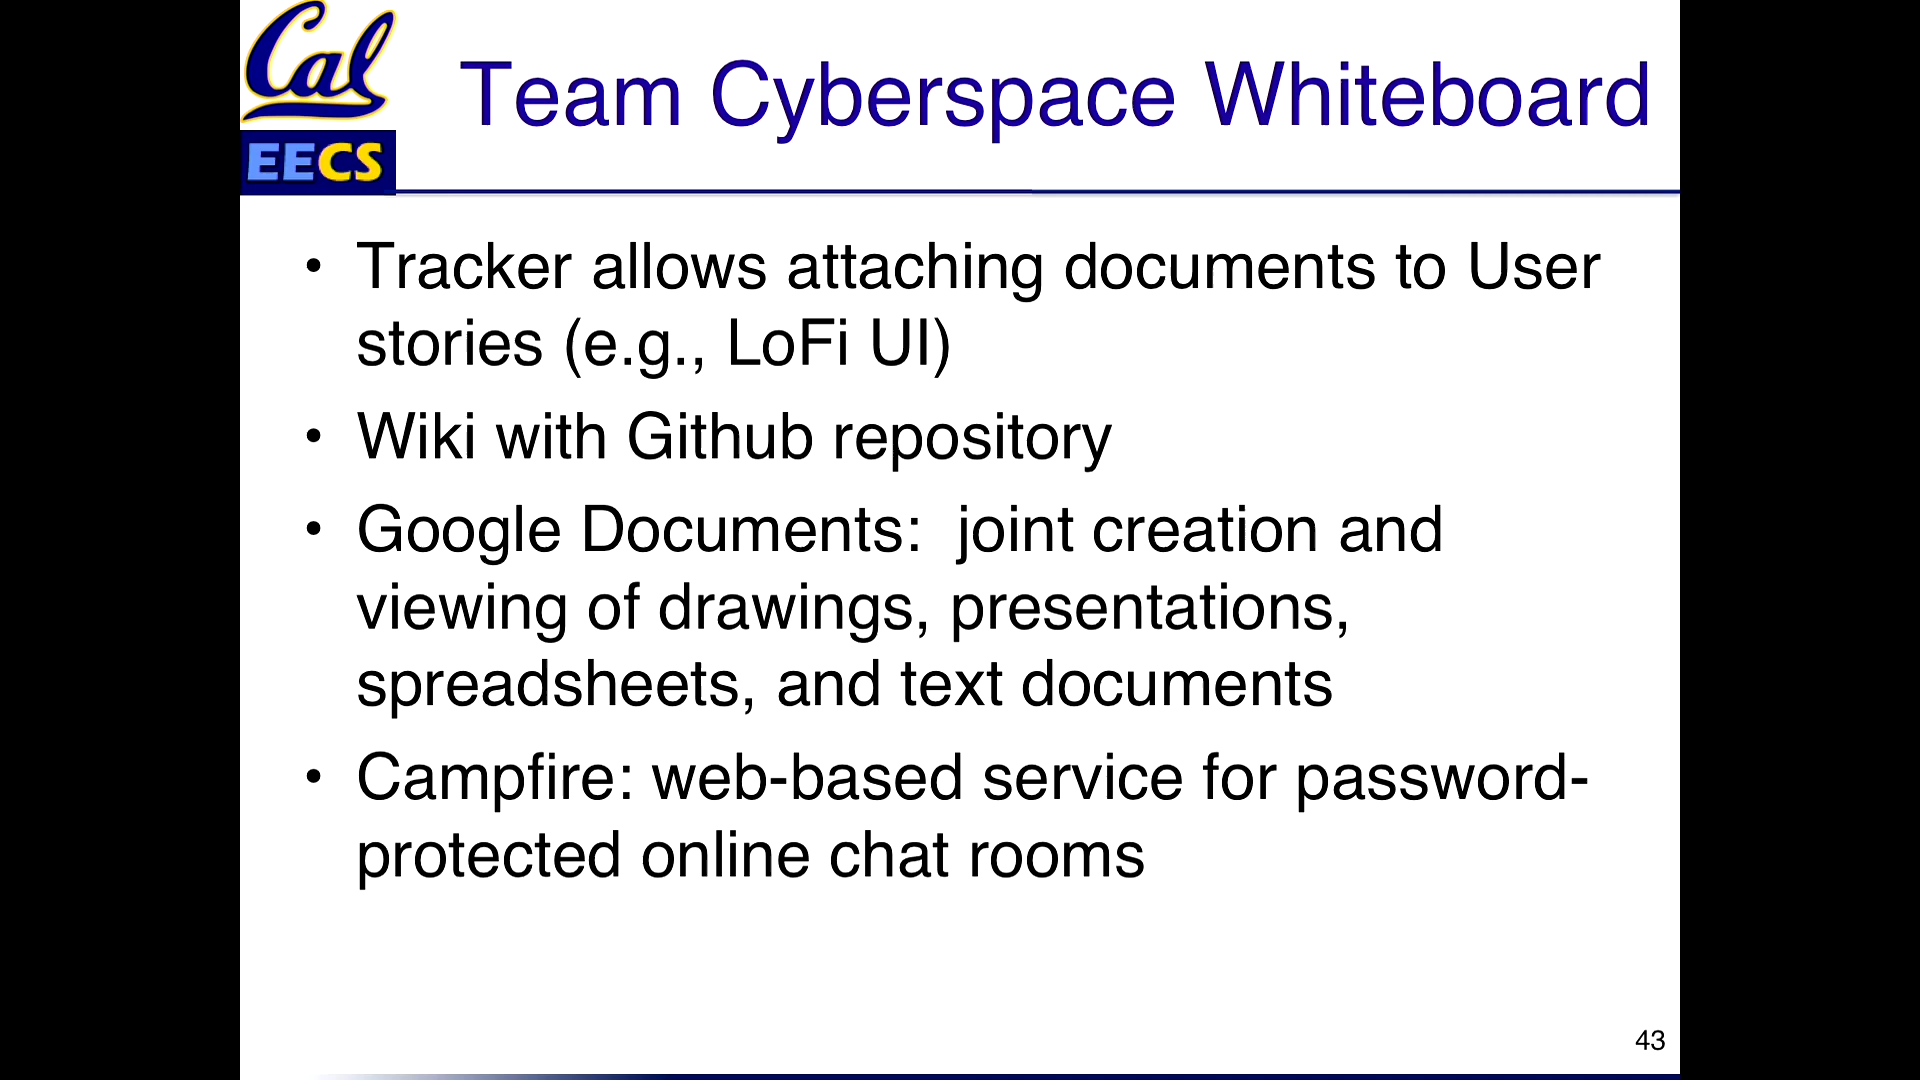 Cal
EECS
Team Cyberspace Whiteboard
• Tracker allows attaching documents to User
stories (e.g., LoFi UI)
• Wiki with Github repository
• Google Documents:  joint creation and
viewing of drawings, presentations,
spreadsheets, and text documents
• Campfire: web-based service for password-
protected online chat rooms
43